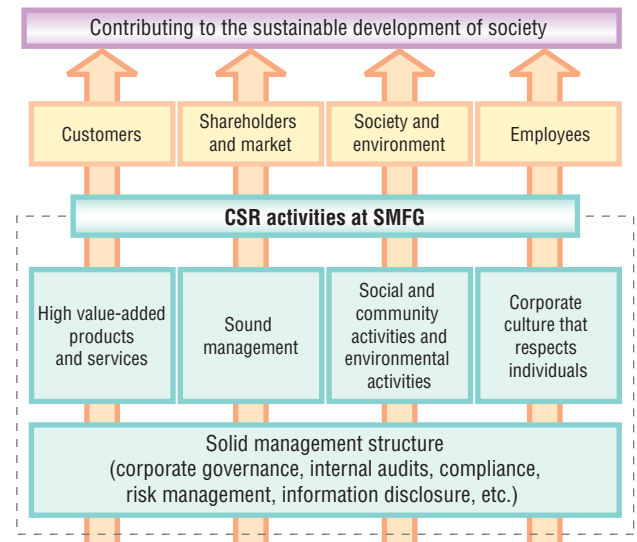 Contributing to the sustainable development of society
Customers
Shareholders
and market
Society and
environment
Employees
CSR activities at SMFG
High value-added
products
and services
Sound
management
Social and
community
activities and
environmental
activities
Corporate
culture that
respects
individuals
Solid management structure
(corporate governance, internal audits, compliance,
risk management, information disclosure, etc.)